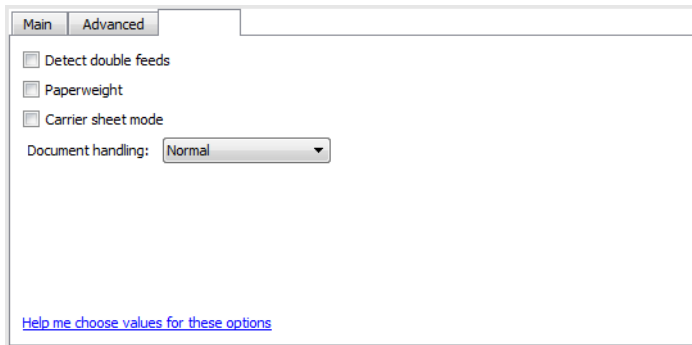 Main Advanced
Detect double feeds
Paperweight
Carrier sheet mode
Document handling: Normal
Help me choose values for these options